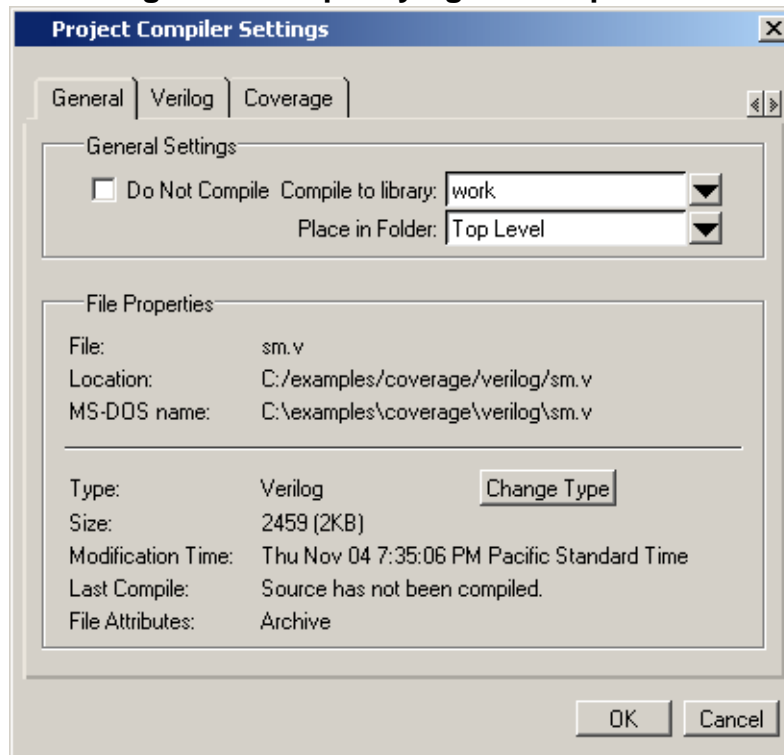 Project Compiler Settings
General Verilog Coverage
General Settings
Do Not Compile Compile to library: work
Place in Folder: Top Level
File Properties
File: sm.v
Location: C:/examples/coverage/verilog/sm.v
MS-DOS name: C:\examples\coverage\verilog\sm.v
Type: Verilog Change Type
Size: 2459 (2KB)
Modification Time: Thu Nov 04 7:35:06 PM Pacific Standard Time
Last Compile: Source has not been compiled.
File Attributes: Archive
OK Cancel